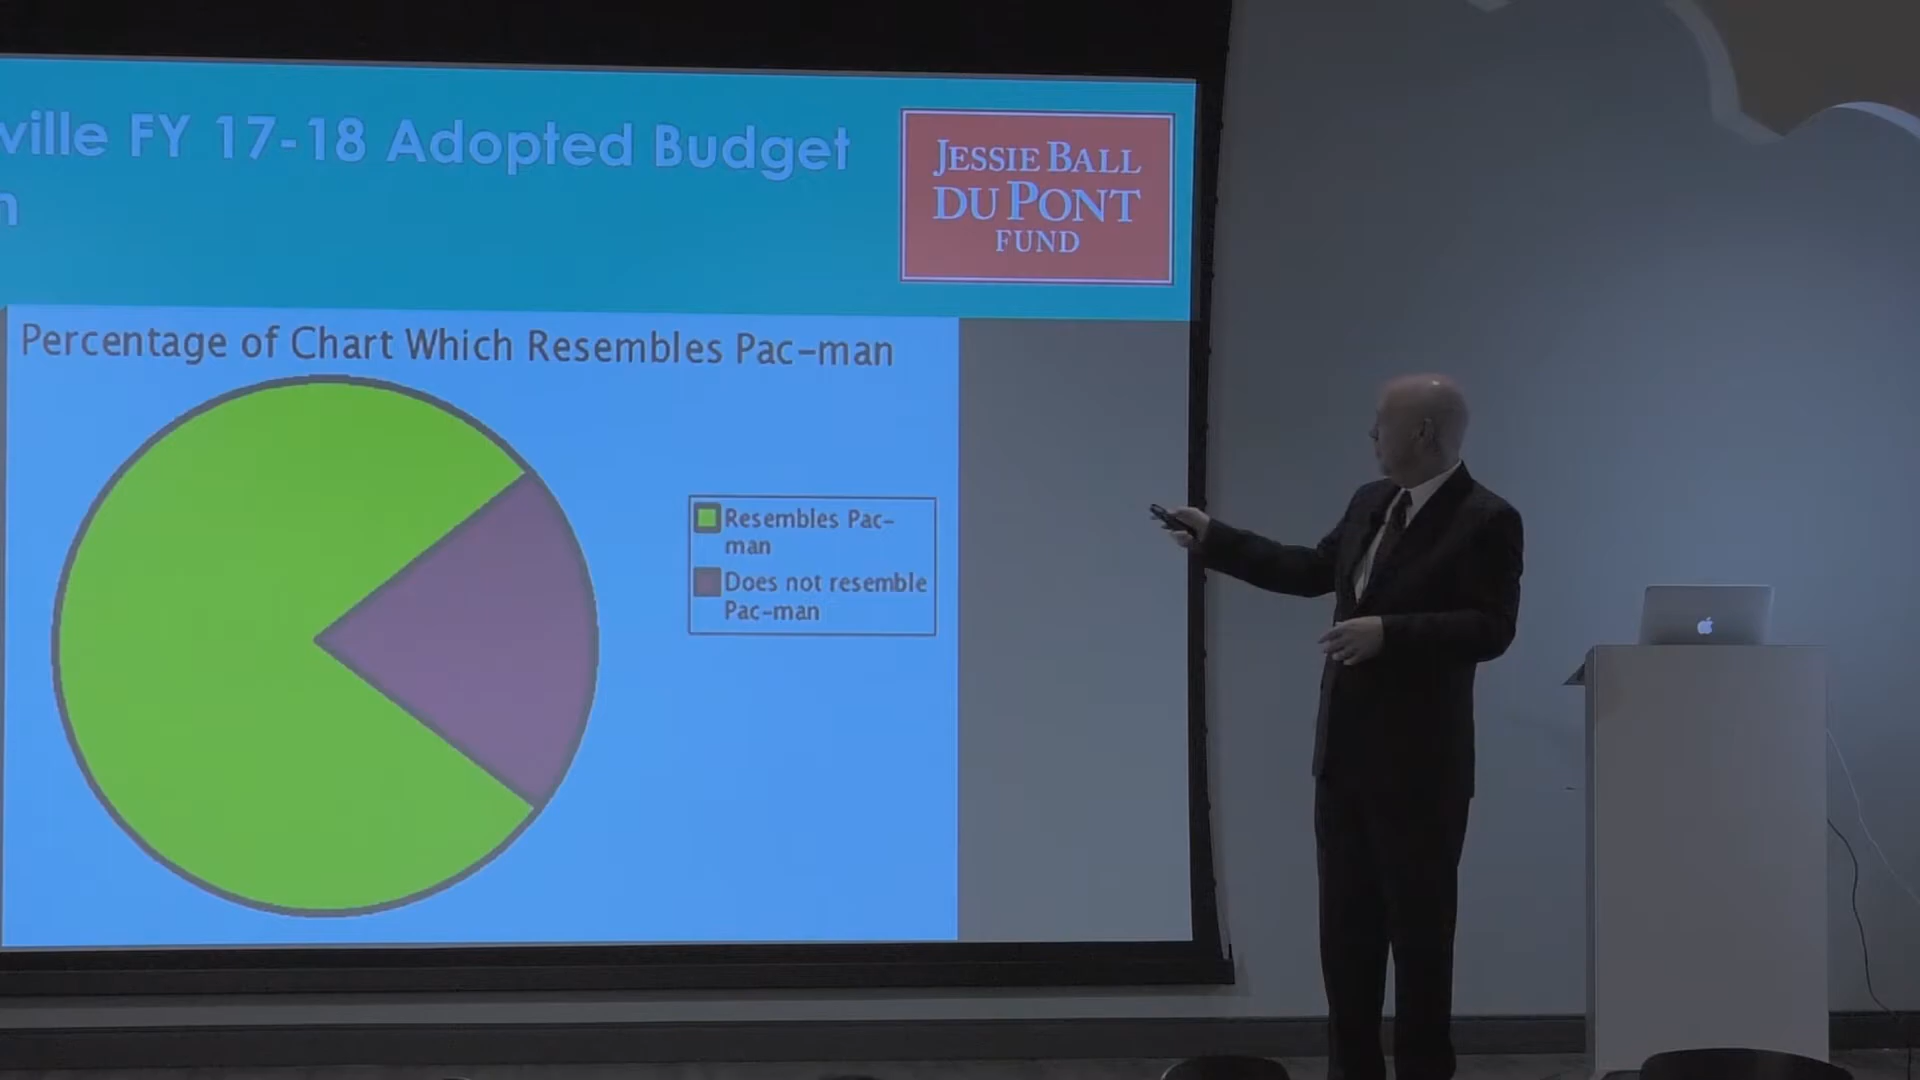 ville FY 17-18 Adopted Budget
n
JESSIE BALL
DU PONT
FUND
Percentage of Chart Which Resembles Pac-man
Resembles Pac-
man
Does not resemble
Pac-man